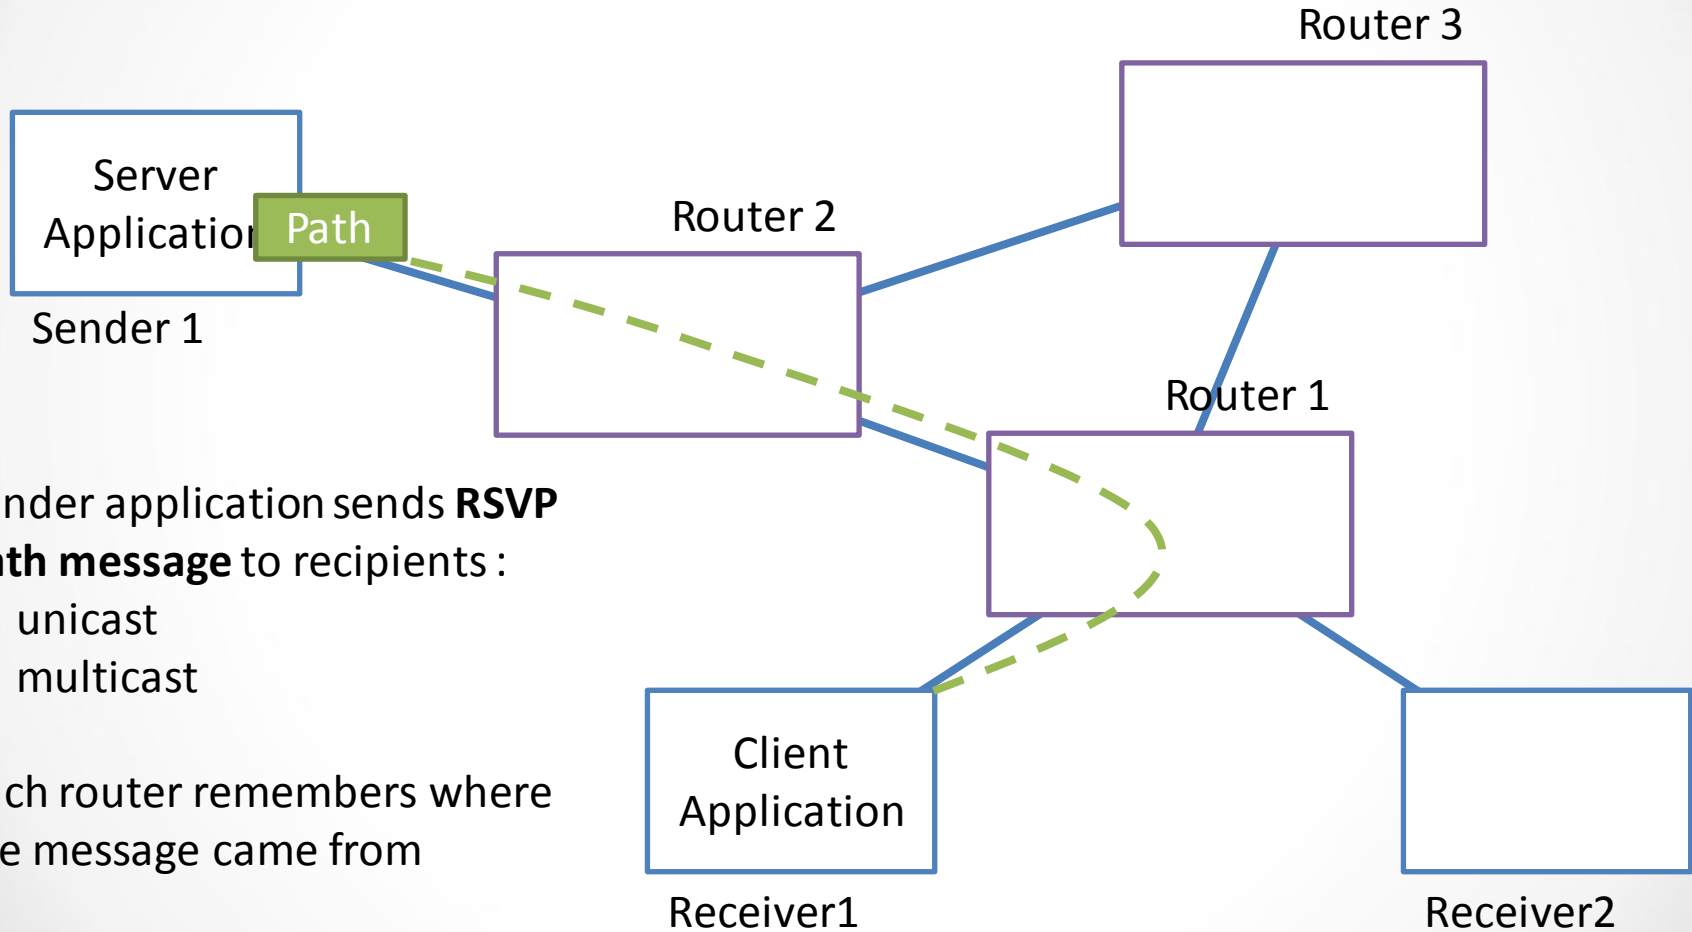 Router 3
Server
Application
Path
Router 2
Sender 1
Router 1
nder application sends RSVP
th message to recipients :
unicast
multicast
Client
Application
ch router remembers where
e message came from
Receiver1
Receiver2